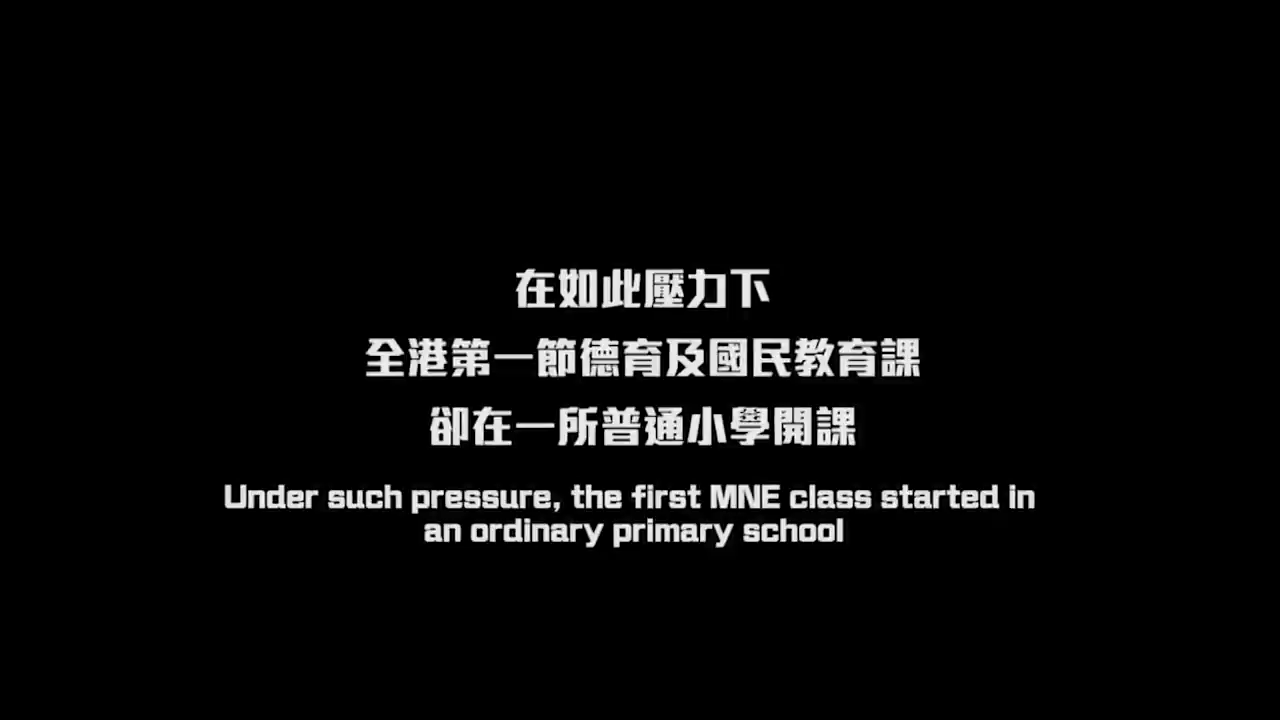 在如此壓力下
全港第一節德育及國民教育課
卻在一所普通小學開課
Under such pressure, the first MNE class started in
an ordinary primary school